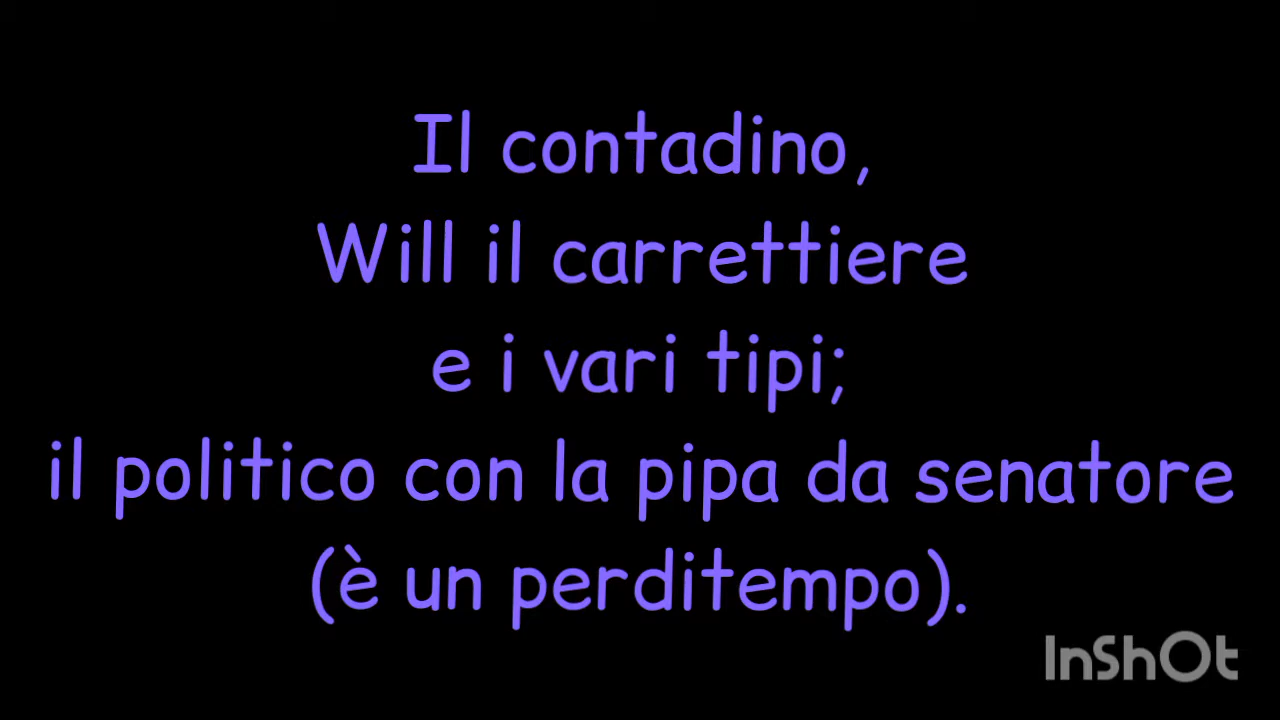 Il contadino,
Will il carrettiere
e i vari tipi;
il politico con la pipa da senatore
(è un perditempo).
InShOt